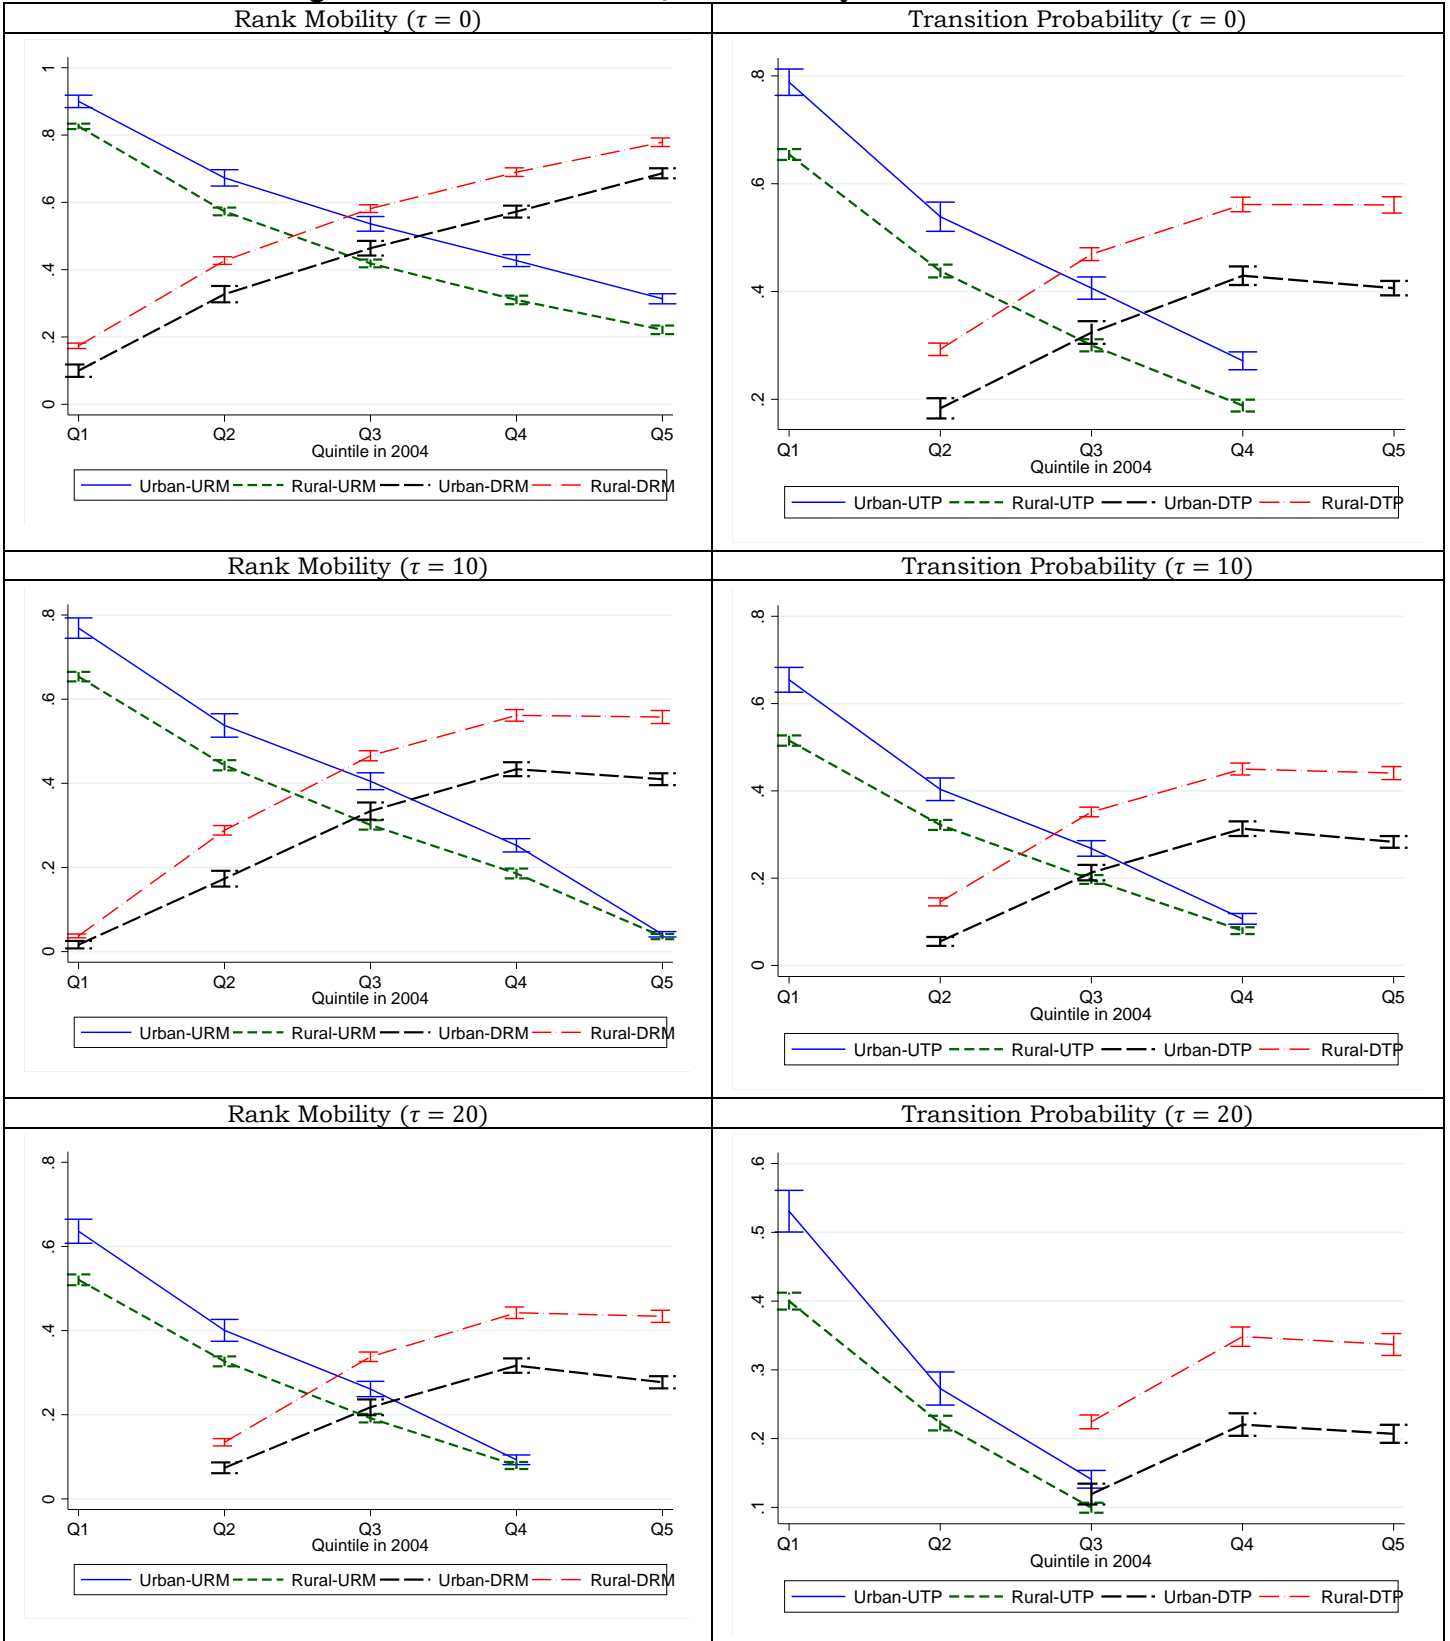 Rank Mobility (τ = 0)
Transition Probability (τ = 0)
1
.8
.6
.4
.2
0
Q1 Q2 Q3 Q4 Q5
Quintile in 2004
Urban-URM Rural-URM Urban-DRM Rural-DRM
.8
.6
.4
.2
Q1 Q2 Q3 Q4 Q5
Quintile in 2004
Urban-UTP Rural-UTP Urban-DTP Rural-DTP
Rank Mobility (τ = 10)
Transition Probability (τ = 10)
.8
.6
.4
.2
0
Q1 Q2 Q3 Q4 Q5
Quintile in 2004
Urban-URM Rural-URM Urban-DRM Rural-DRM
.8
.6
.4
.2
0
Q1 Q2 Q3 Q4 Q5
Quintile in 2004
Urban-UTP Rural-UTP Urban-DTP Rural-DTP
Rank Mobility (τ = 20)
Transition Probability (τ = 20)
.8
.6
.4
.2
0
Q1 Q2 Q3 Q4 Q5
Quintile in 2004
Urban-URM Rural-URM Urban-DRM Rural-DRM
.6
.5
.4
.3
.2
.1
Q1 Q2 Q3 Q4 Q5
Quintile in 2004
Urban-UTP Rural-UTP Urban-DTP Rural-DTP